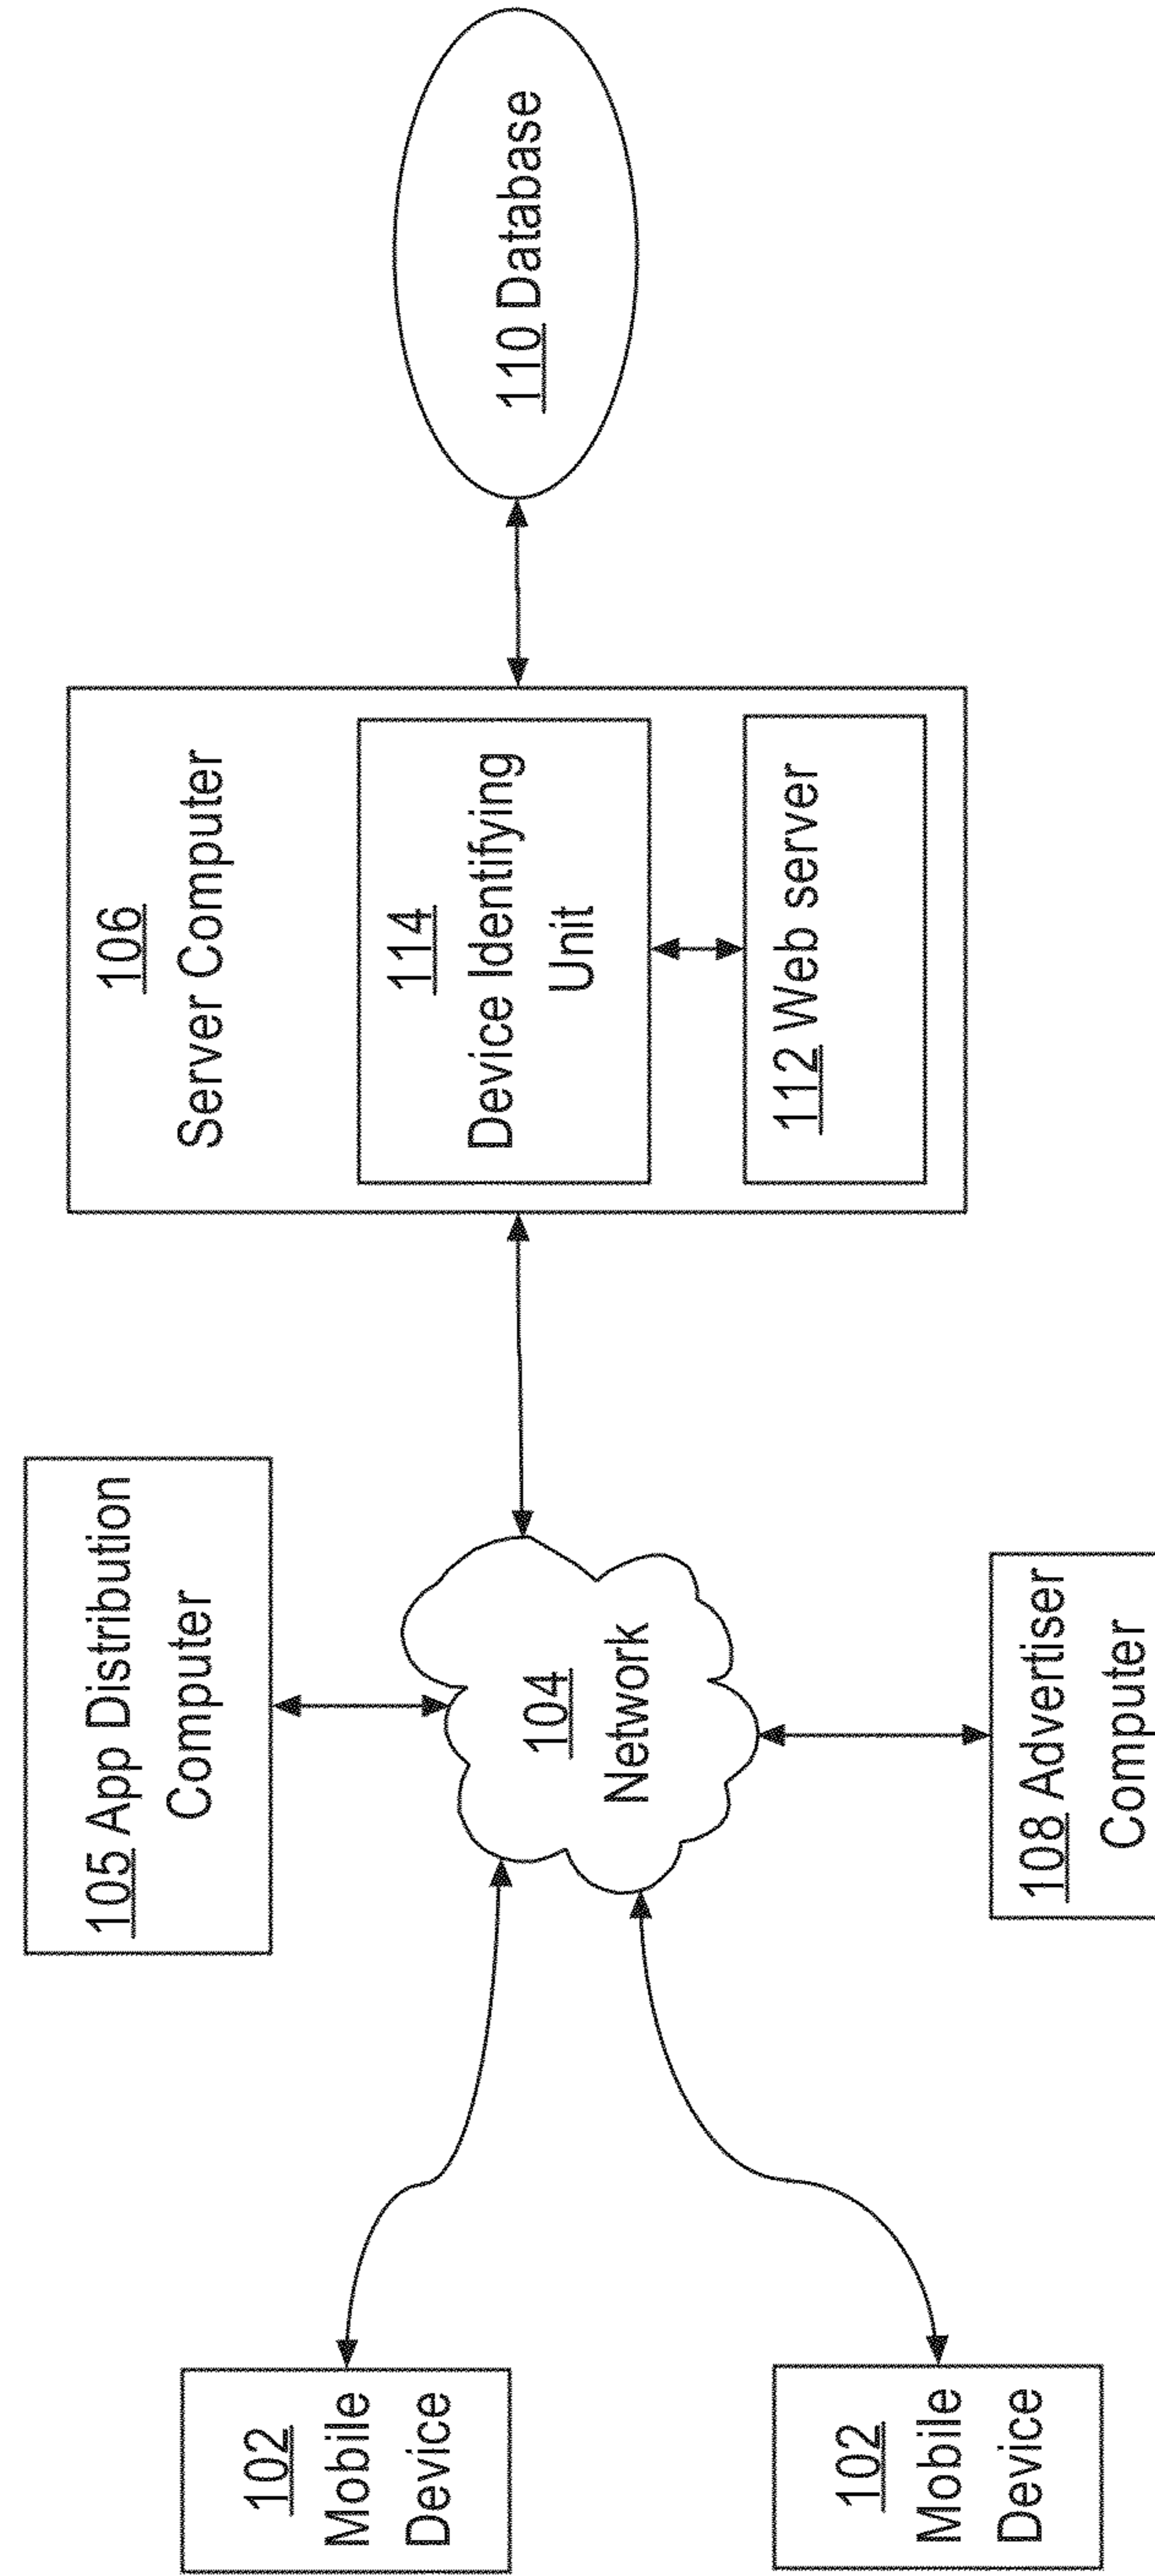 102
Mobile
Device
102
Mobile
Device
105 App Distribution
Computer
104
Network
108 Advertiser
Computer
106
Server Computer
114
Device Identifying
Unit
112 Web server
110 Database